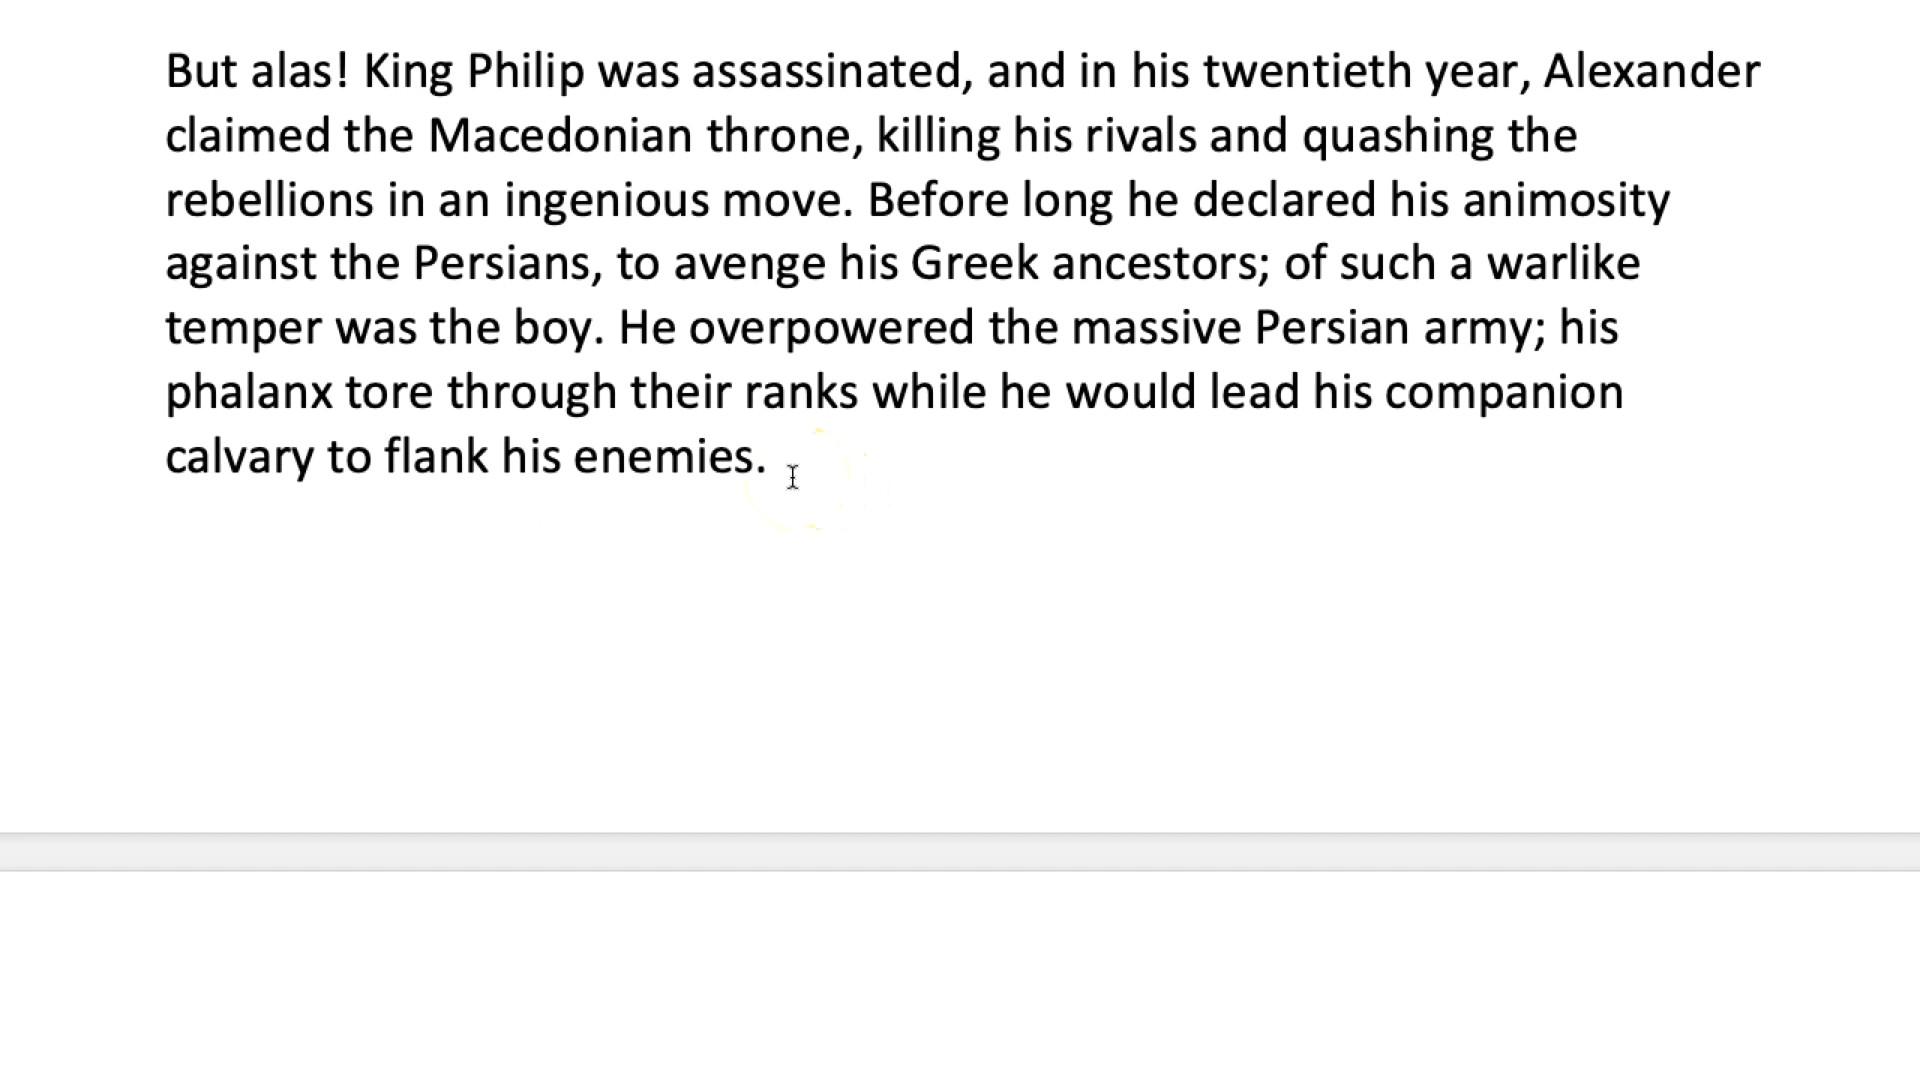 But alas! King Philip was assassinated, and in his twentieth year, Alexander
claimed the Macedonian throne, killing his rivals and quashing the
rebellions in an ingenious move. Before long he declared his animosity
against the Persians, to avenge his Greek ancestors; of such a warlike
temper was the boy. He overpowered the massive Persian army; his
phalanx tore through their ranks while he would lead his companion
calvary to flank his enemies.